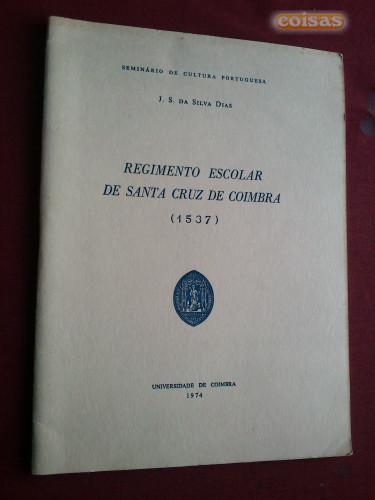 coisas
SEMINÁRIO DE CULTURA PORTUGUESA
J. S. DA SILVA DIAS
REGIMENTO ESCOLAR
DE SANTA CRUZ DE COIMBRA
(1537)
UNIVERSIDADE DE COIMBRA
1974